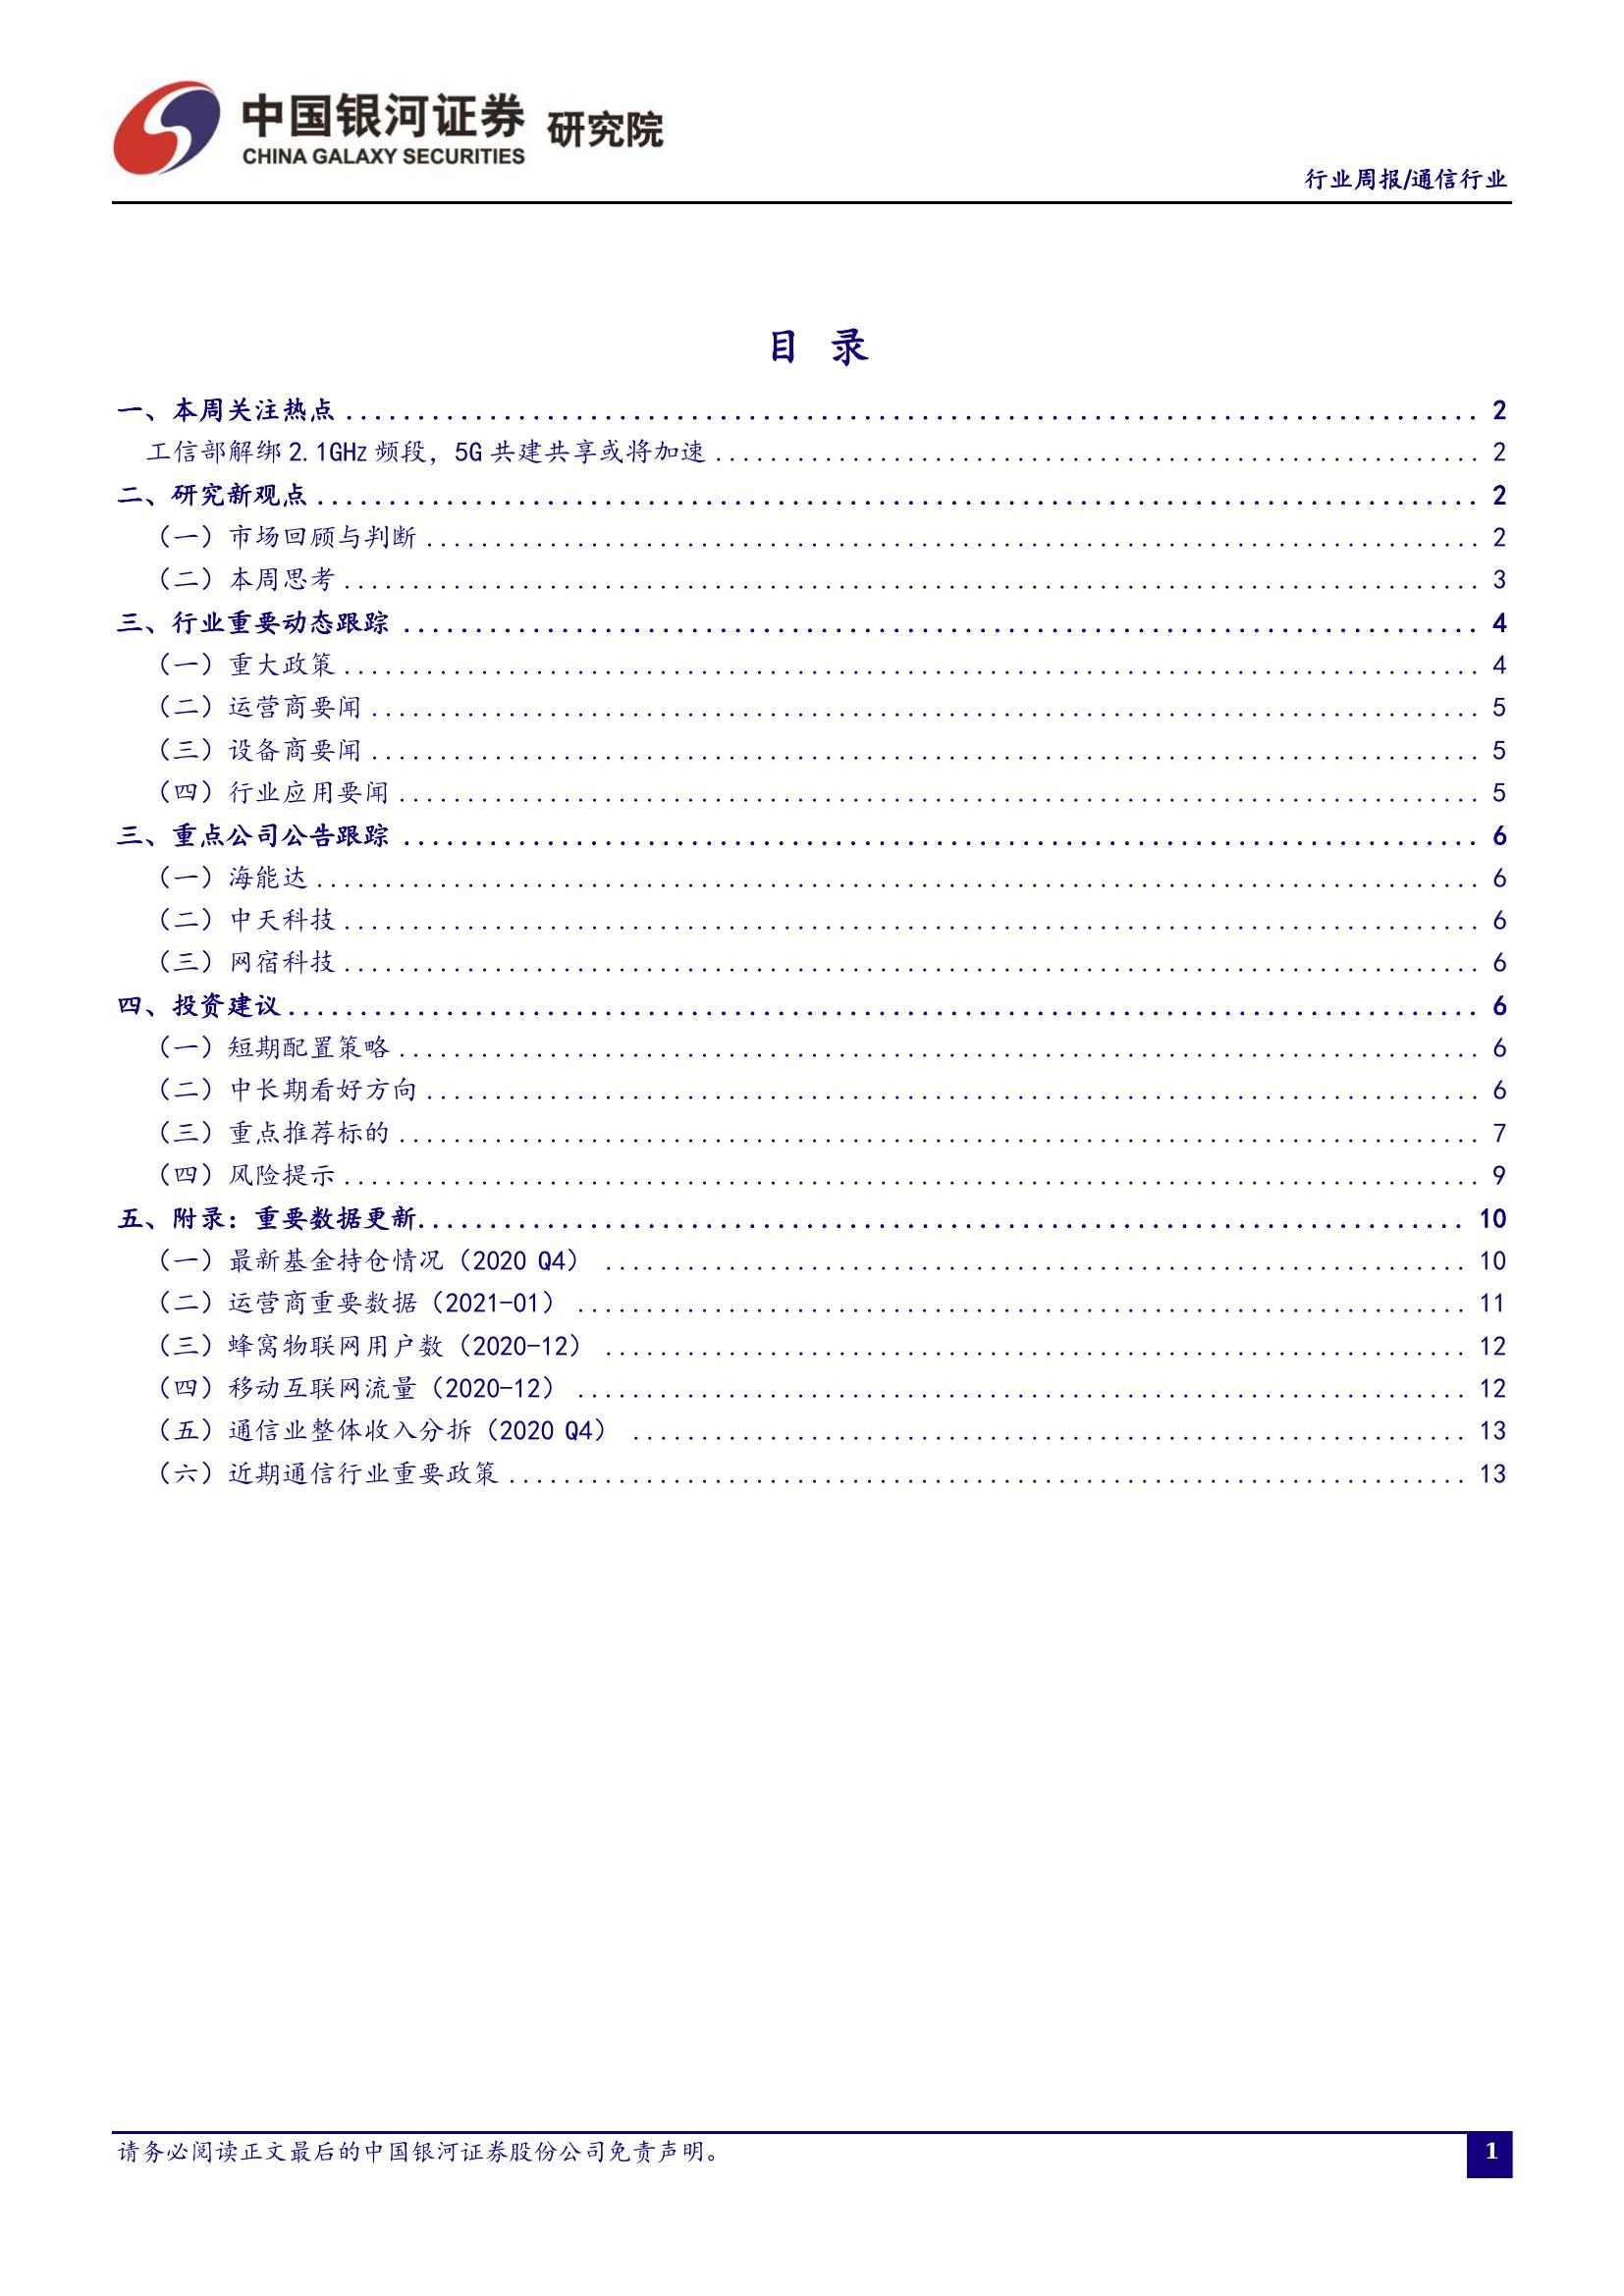 中国银河证券 研究院
CHINA GALAXY SECURITIES
行业周报/通信行业
目 录
一、本周关注热点 2
工信部解绑 2.1GHz 频段，5G 共建共享或将加速 2
二、研究新观点 2
（一）市场回顾与判断 2
（二）本周思考 3
三、行业重要动态跟踪 4
（一）重大政策 4
（二）运营商要闻 5
（三）设备商要闻 5
（四）行业应用要闻 5
三、重点公司公告跟踪 6
（一）海能达 6
（二）中天科技 6
（三）网宿科技 6
四、投资建议 6
（一）短期配置策略 6
（二）中长期看好方向 6
（三）重点推荐标的 7
（四）风险提示 9
五、附录：重要数据更新 10
（一）最新基金持仓情况（2020 Q4） 10
（二）运营商重要数据（2021-01） 11
（三）蜂窝物联网用户数（2020-12） 12
（四）移动互联网流量（2020-12） 12
（五）通信业整体收入分拆（2020 Q4） 13
（六）近期通信行业重要政策 13
请务必阅读正文最后的中国银河证券股份公司免责声明。 1